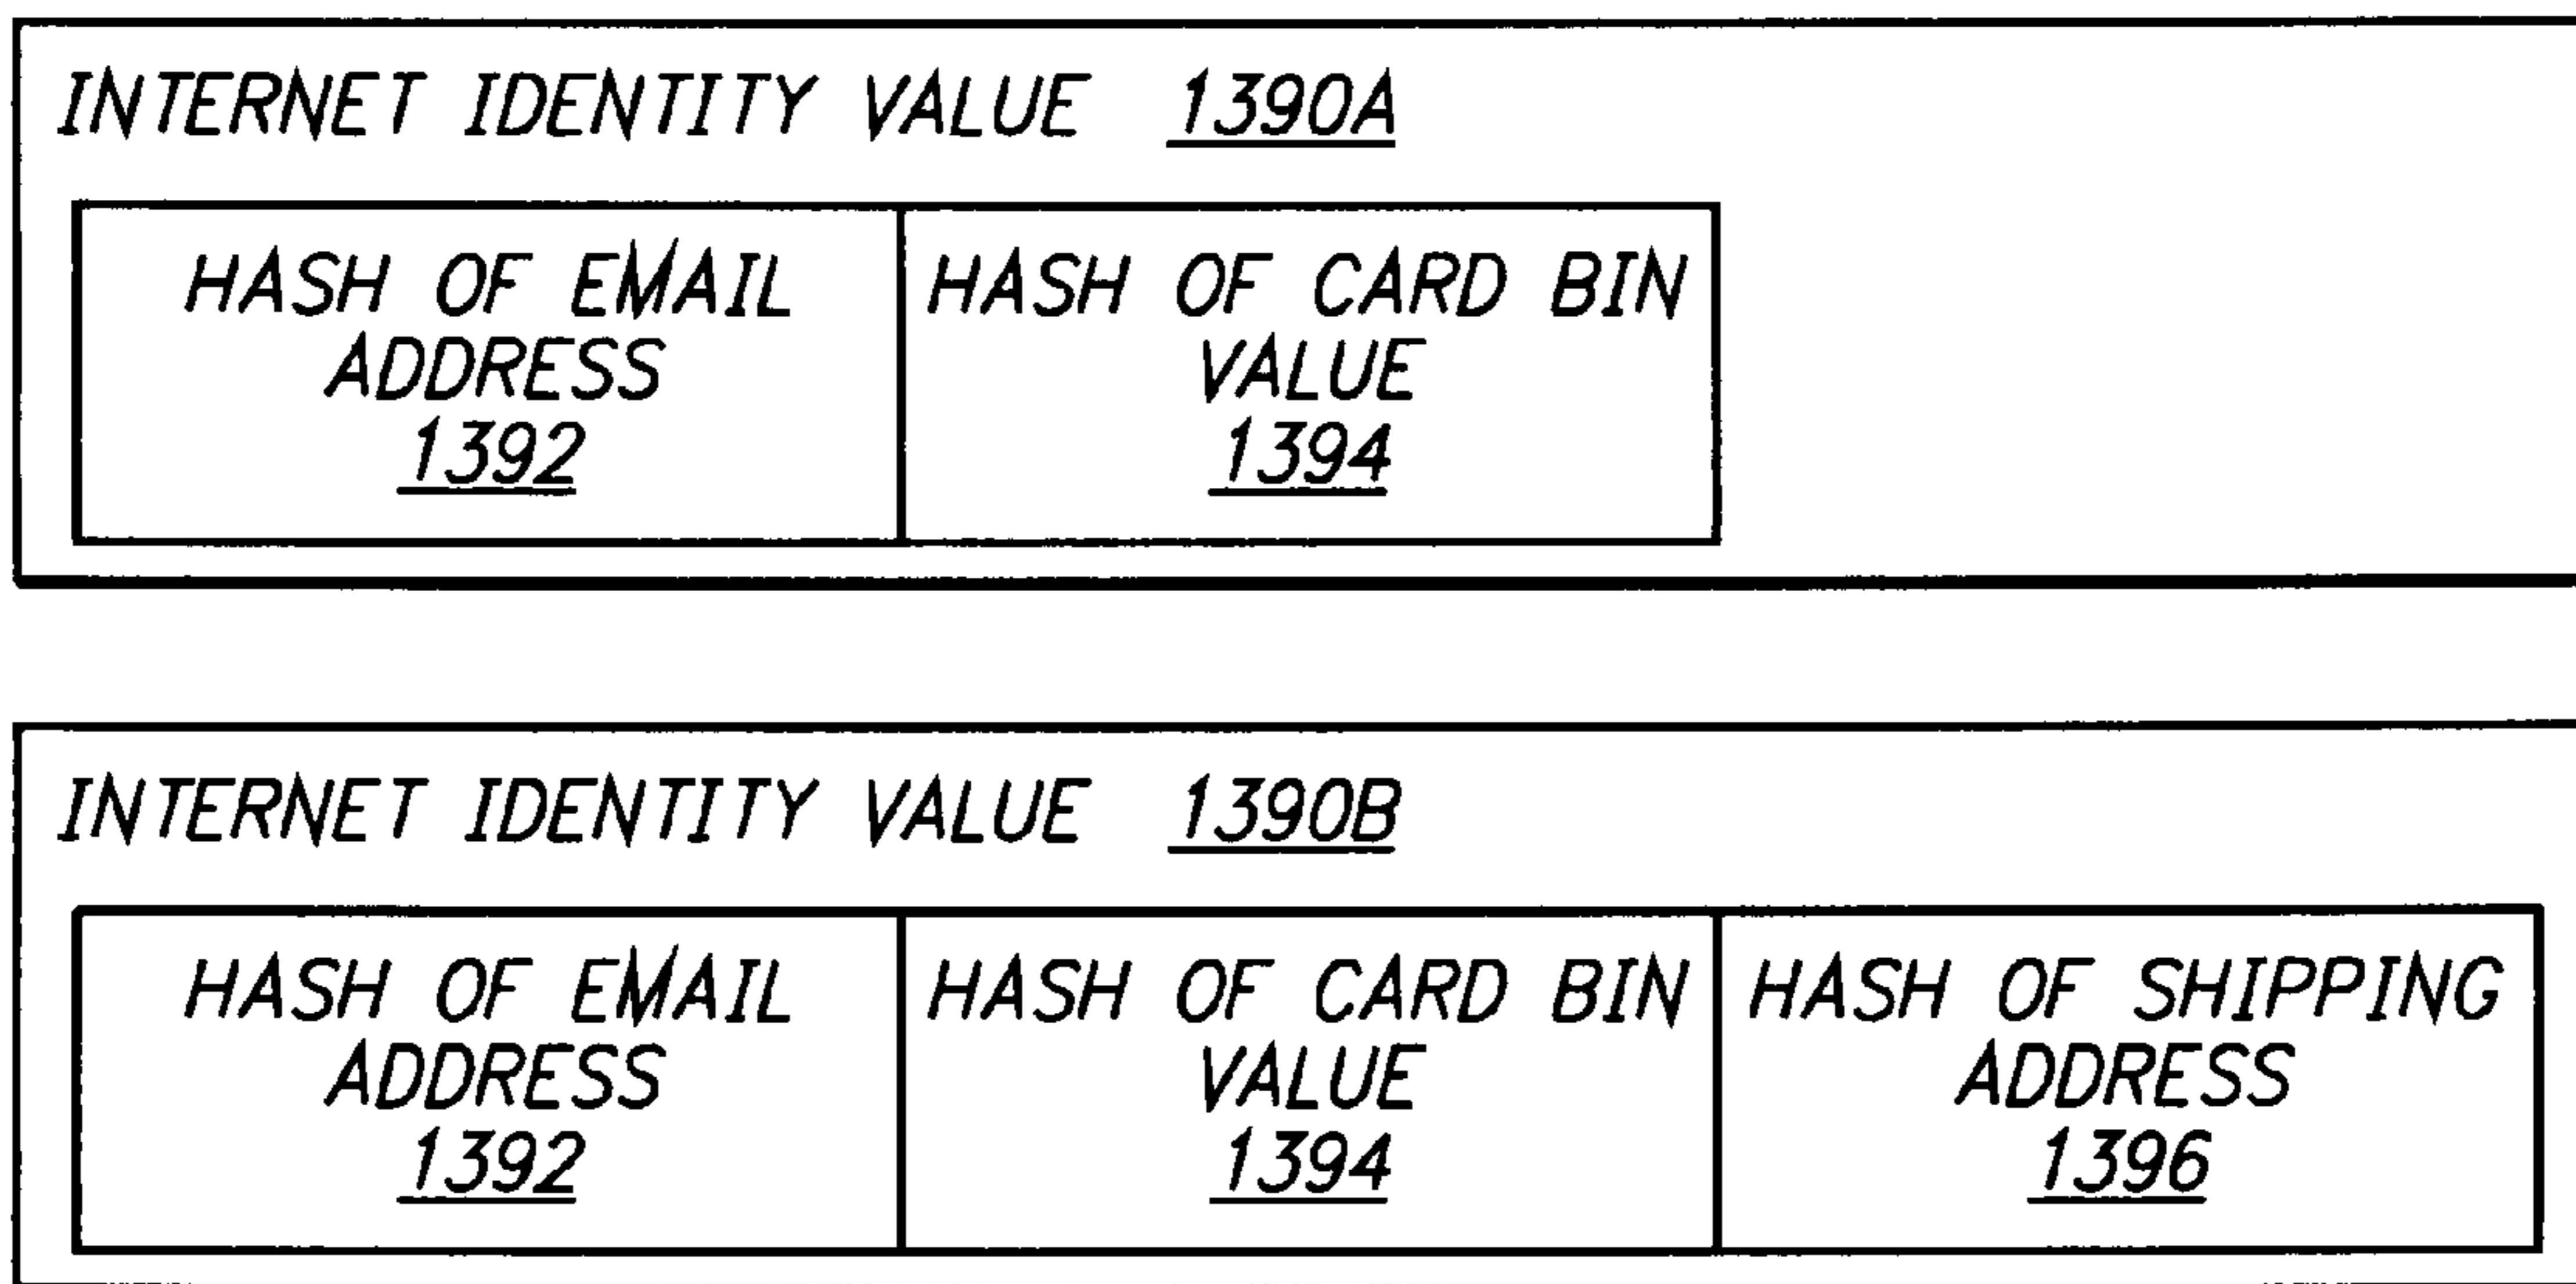 INTERNET IDENTITY VALUE 1390A
HASH OF EMAIL
ADDRESS
1392
HASH OF CARD BIN
VALUE
1394
INTERNET IDENTITY VALUE 1390B
HASH OF EMAIL
ADDRESS
1392
HASH OF CARD BIN
VALUE
1394
HASH OF SHIPPING
ADDRESS
1396